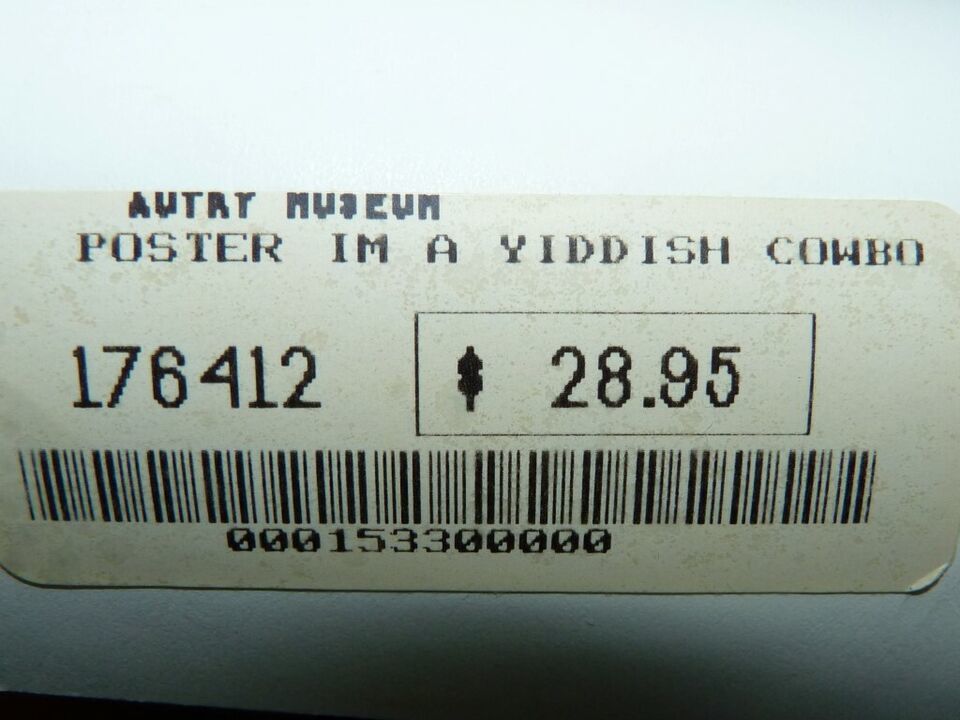 AUTRY MUSEUM
POSTER IM A YIDDISH COWBO
176412
$ 28.95
000153300000